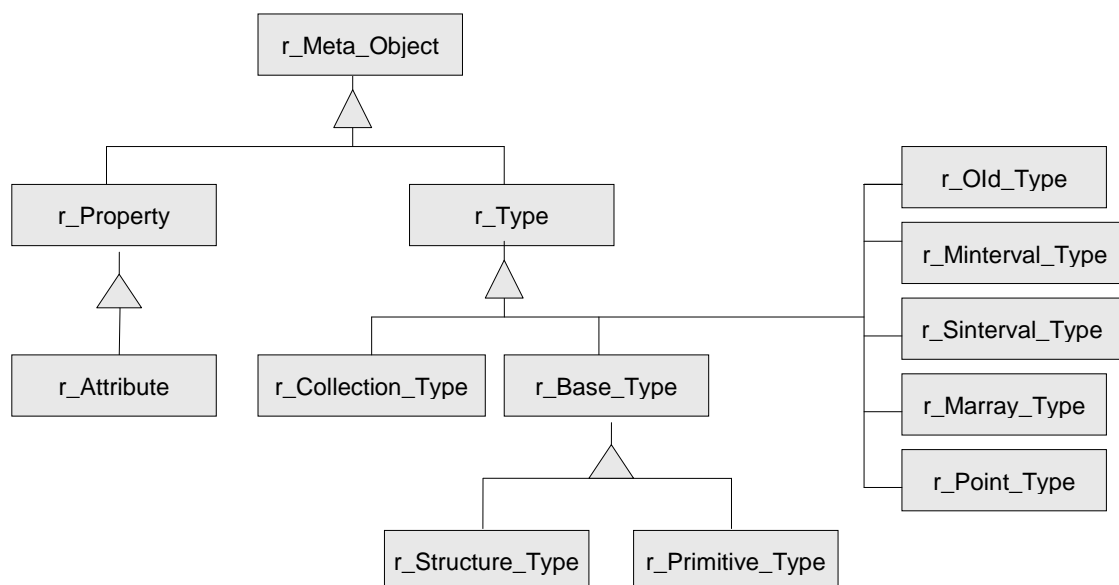 r_Meta_Object
r_Property
r_Type
r_OId_Type
r_Minterval_Type
r_Sinterval_Type
r_Attribute
r_Collection_Type
r_Base_Type
r_Marray_Type
r_Point_Type
r_Structure_Type
r_Primitive_Type